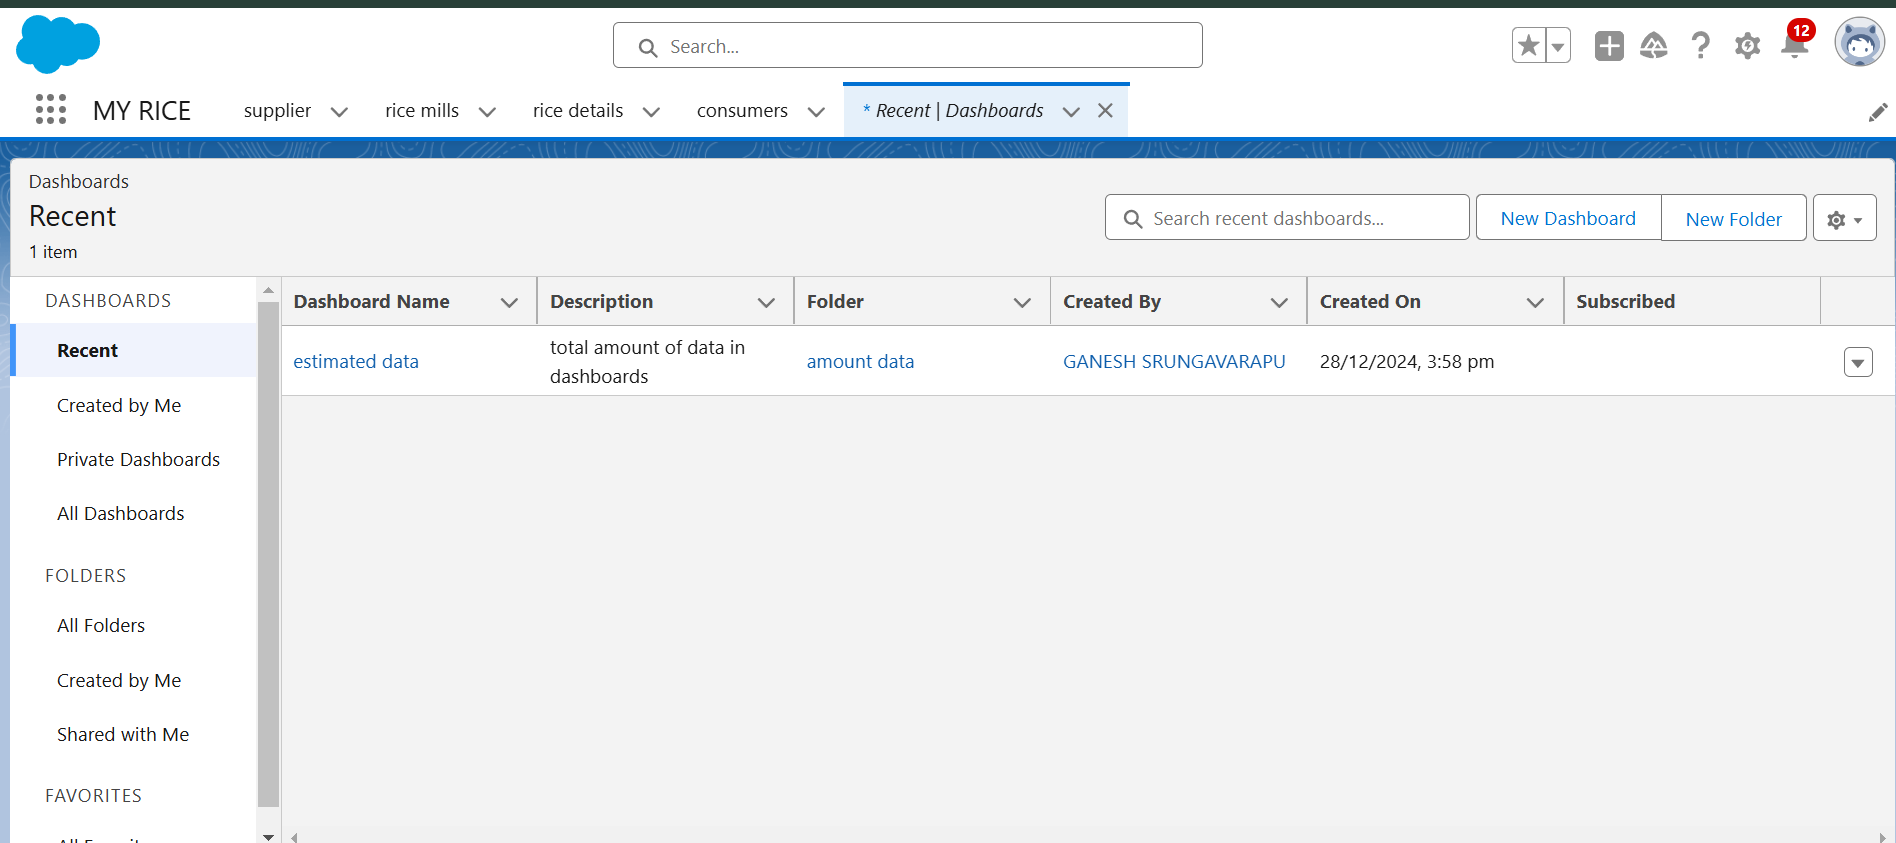 Search...
12
MY RICE
supplier
rice mills
rice details
consumers
* Recent | Dashboards
Dashboards
Recent
1 item
Search recent dashboards...
New Dashboard
New Folder
DASHBOARDS
Recent
Created by Me
Private Dashboards
All Dashboards
FOLDERS
All Folders
Created by Me
Shared with Me
FAVORITES
Dashboard Name
Description
Folder
Created By
Created On
Subscribed
estimated data
total amount of data in
dashboards
amount data
GANESH SRUNGAVARAPU
28/12/2024, 3:58 pm